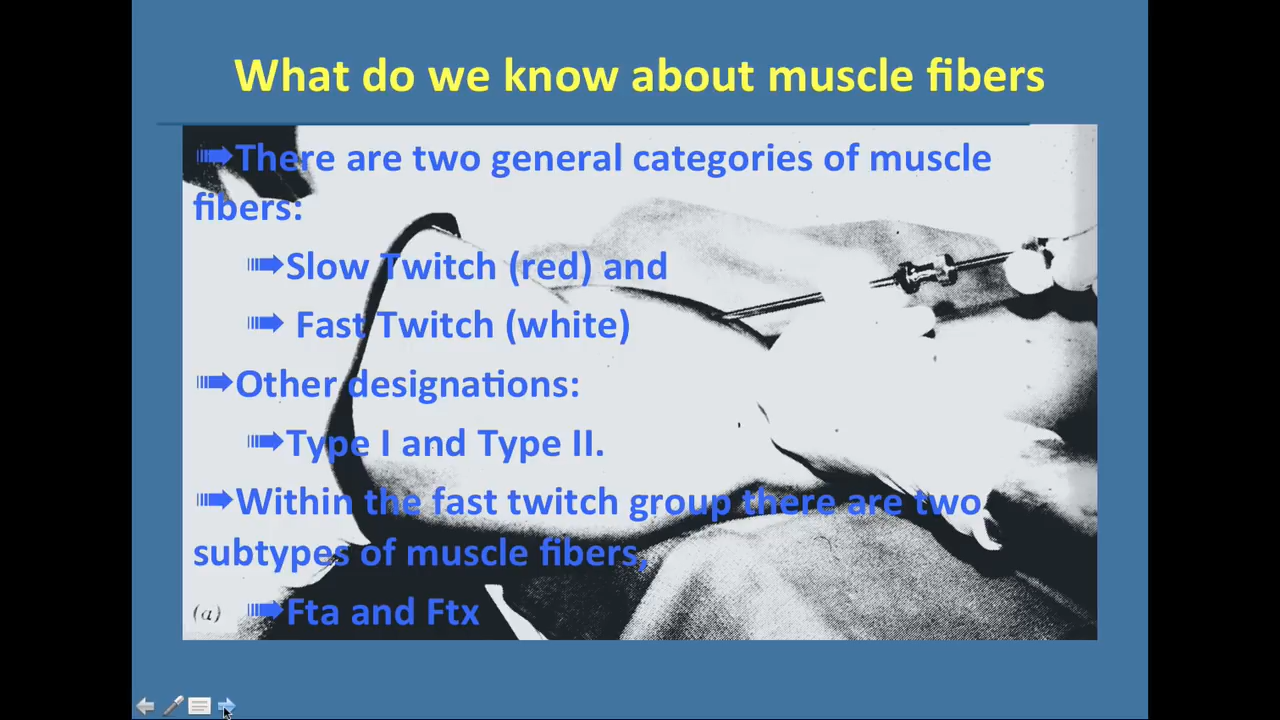 What do we know about muscle fibers
There are two general categories of muscle
fibers:
Slow Twitch (red) and
Fast Twitch (white)
Other designations:
Type I and Type II.
Within the fast twitch group there are two
subtypes of muscle fibers,
(a)
Fta and Ftx